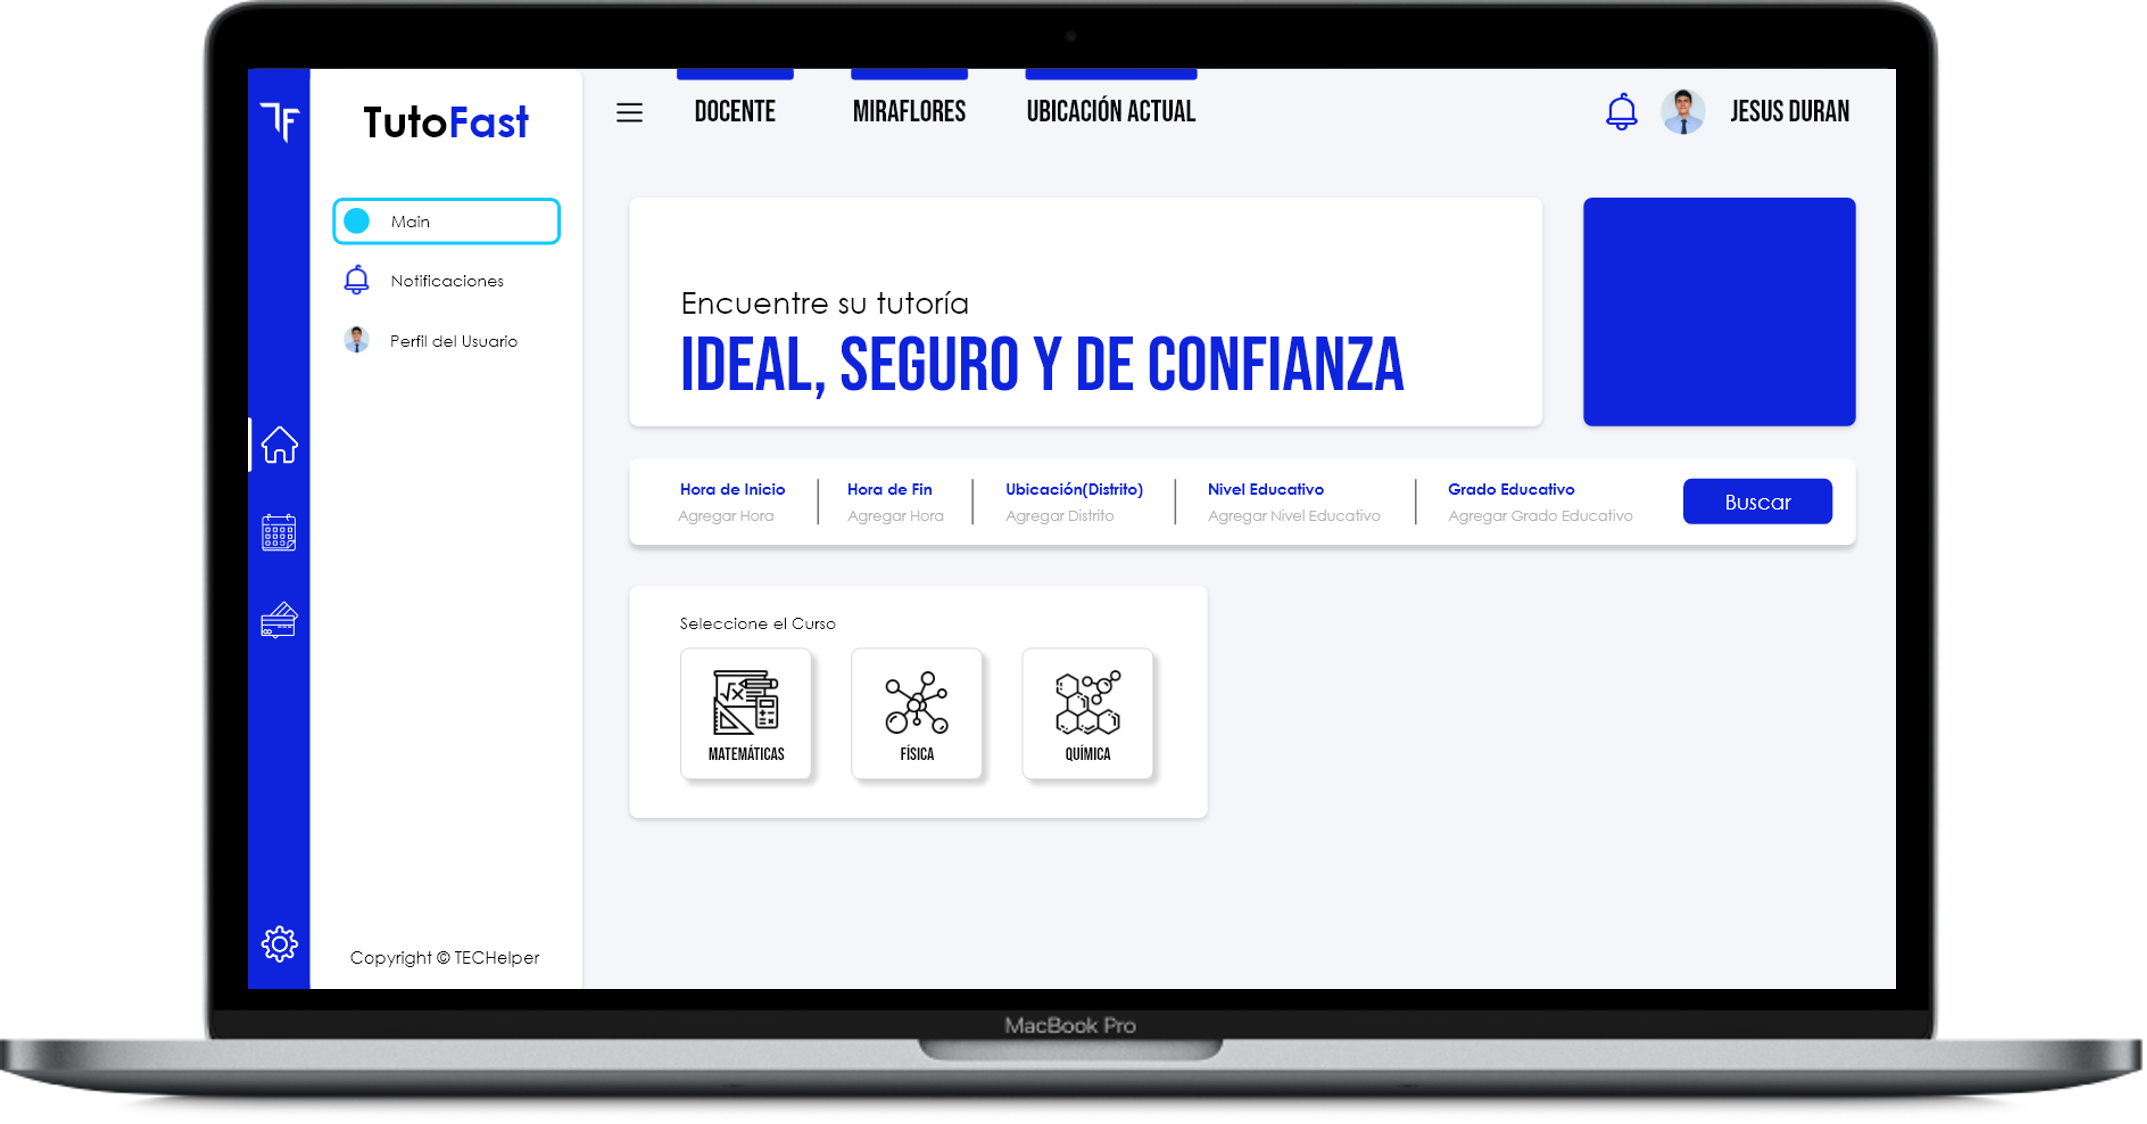 TF
TutoFast
DOCENTE
MIRAFLORES
UBICACIÓN ACTUAL
JESUS DURAN
Main
Notificaciones
Perfil del Usuario
Encuentre su tutoría
IDEAL, SEGURO Y DE CONFIANZA
Hora de Inicio
Agregar Hora
Hora de Fin
Agregar Hora
Ubicación(Distrito)
Agregar Distrito
Nivel Educativo
Agregar Nivel Educativo
Grado Educativo
Agregar Grado Educativo
Buscar
Seleccione el Curso
√x
MATEMÁTICAS
FÍSICA
QUÍMICA
Copyright © TECHelper
MacBook Pro